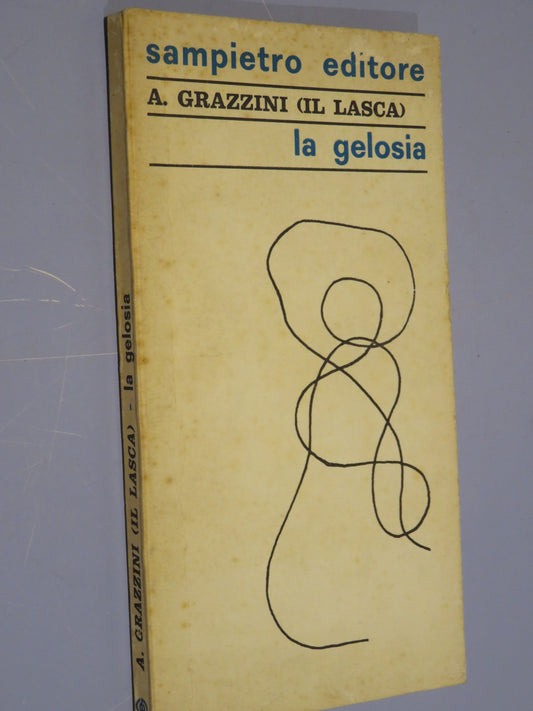 sampietro editore
A. GRAZZINI (IL LASCA)
la gelosia
A. GRAZZINI (IL LASCA) - la gelosia